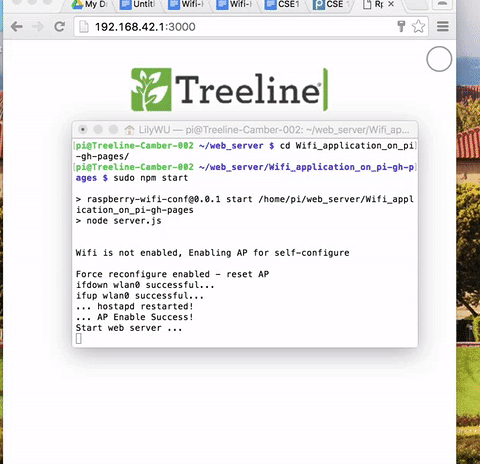 My D
Untitl
Wifi-
Wifi-
CSE1
CSE
Rp
192.168.42.1:3000
Treeline
LilyWU — pi@Treeline-Camber-002: ~/web_server/Wifi_ap...
[pi@Treeline-Camber-002 ~/web_server $ cd Wifi_application_on_pi]
-gh-pages/
[pi@Treeline-Camber-002 ~/web_server/Wifi_application_on_pi-gh-p]
ages $ sudo npm start
> raspberry-wifi-conf@0.0.1 start /home/pi/web_server/Wifi_appl
ication_on_pi-gh-pages
> node server.js
Wifi is not enabled, Enabling AP for self-configure
Force reconfigure enabled - reset AP
ifdown wlan0 successful...
ifup wlan0 successful...
... hostapd restarted!
... AP Enable Success!
Start web server ...